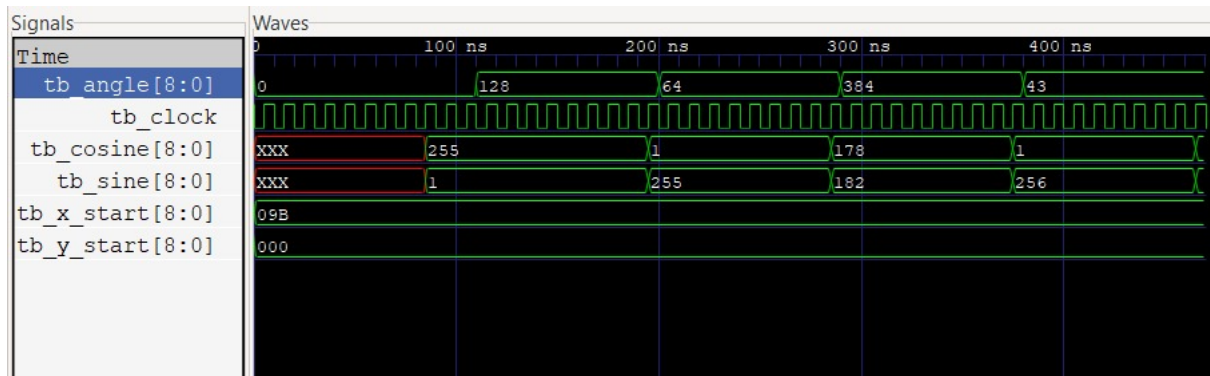 Signals Waves
Time 0 100 ns 200 ns 300 ns 400 ns
tb_angle[8:0] 0 128 64 384 43
tb_clock
tb_cosine[8:0] XXX 255 1 178 1
tb_sine[8:0] XXX 1 255 182 256
tb_x_start[8:0] 09B
tb_y_start[8:0] 000